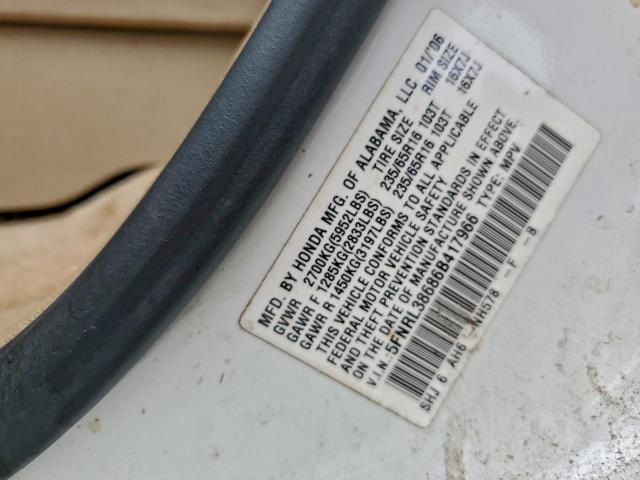 MFD. BY HONDA MFG. OF ALABAMA, LLC 01/'06
GVWR 2700KG(5952LBS) TIRE SIZE RIM SIZE
GAWR F 1285KG(2833LBS) 235/65R16 103T 16X7J
GAWR R 1450KG(3197LBS) 235/65R16 103T 16X7J
THIS VEHICLE CONFORMS TO ALL APPLICABLE
FEDERAL MOTOR VEHICLE SAFETY
AND THEFT PREVENTION STANDARDS IN EFFECT
ON THE DATE OF MANUFACTURE SHOWN ABOVE.
V.I.N.: 5FNRL38686B417966 TYPE: MPV
SHJ 6 AH6 NH578 -F -B